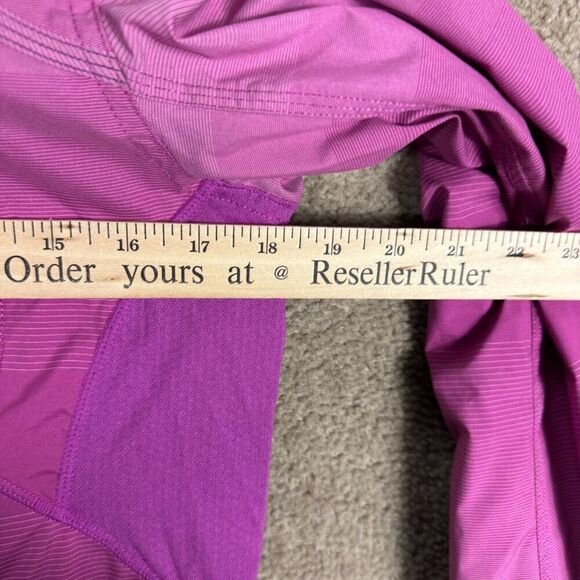 15 16 17 18 19 20 21 22 23
Order yours at @ ResellerRuler